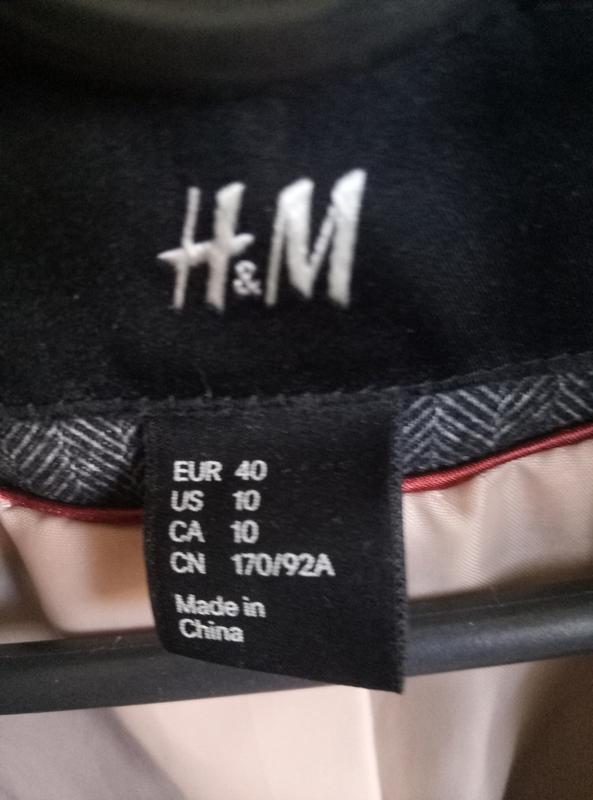 H&M
EUR 40
US 10
CA 10
CN 170/92A
Made in
China